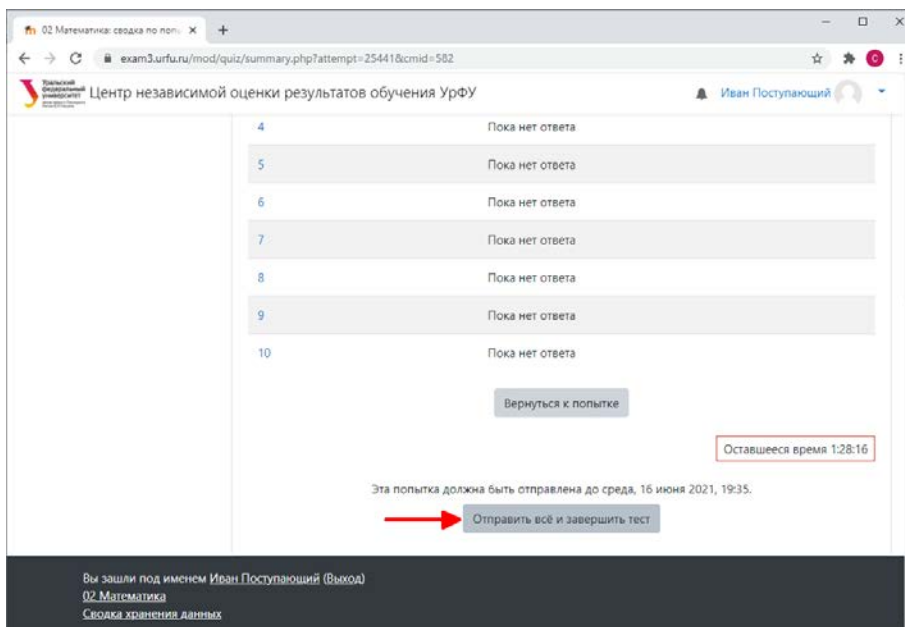 02 Математика: сводка по поп
exam3.urfu.ru/mod/quiz/summary.php?attempt=25441&cmid=582
С
Уральский
федеральный
университет
Центр независимой оценки результатов обучения УрФУ
Иван Поступающий
4 Пока нет ответа
5 Пока нет ответа
6 Пока нет ответа
7 Пока нет ответа
8 Пока нет ответа
9 Пока нет ответа
10 Пока нет ответа
Вернуться к попытке
Оставшееся время 1:28:16
Эта попытка должна быть отправлена до среда, 16 июня 2021, 19:35.
Отправить всё и завершить тест
Вы зашли под именем Иван Поступающий (Выход)
02 Математика
Сводка хранения данных